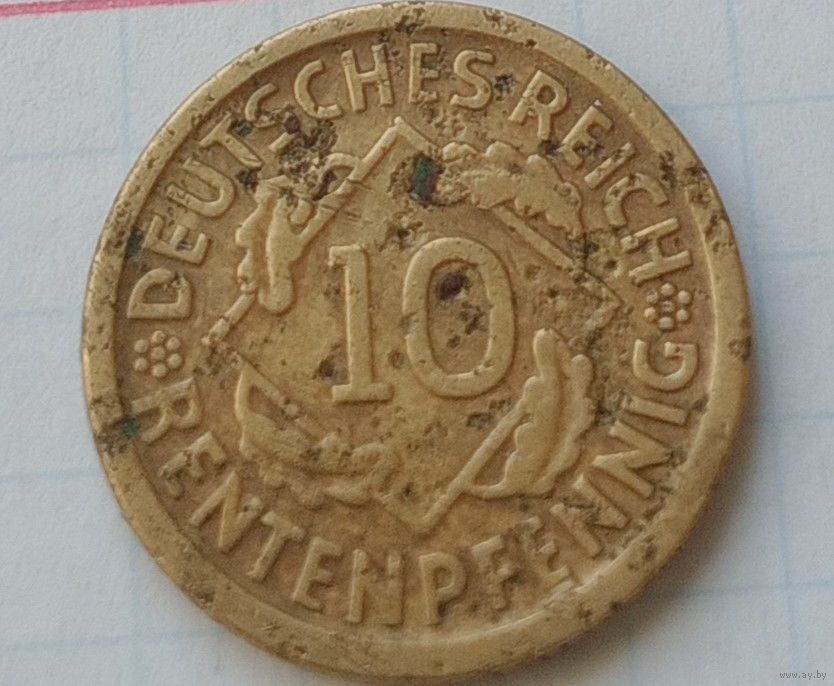 DEUTSCHES REICH
10
RENTENPFENNIG
www.ay.by